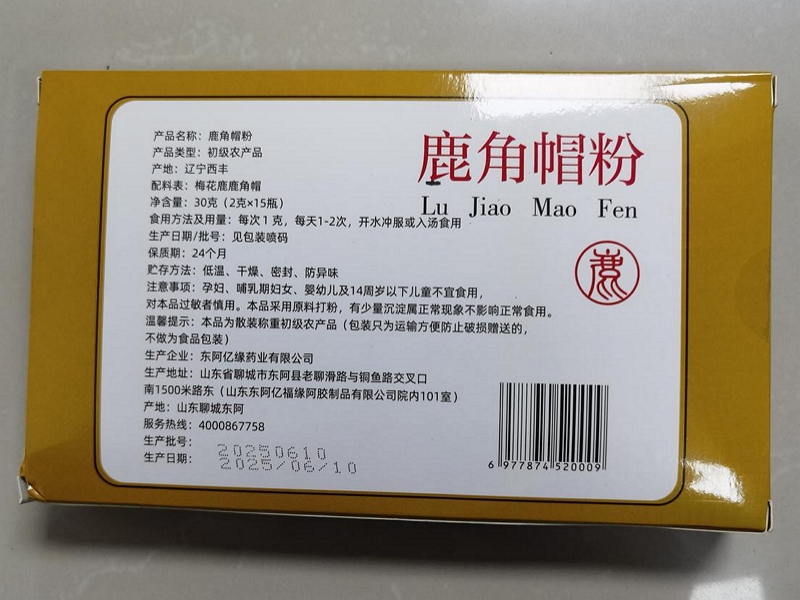 鹿角帽粉
Lu Jiao Mao Fen
产品名称：鹿角帽粉
产品类型：初级农产品
产地：辽宁西丰
配料表：梅花鹿鹿角帽
净含量：30克（2克×15瓶）
食用方法及用量：每次1克，每天1-2次，开水冲服或入汤食用
生产日期/批号：见包装喷码
保质期：24个月
贮存方法：低温、干燥、密封、防异味
注意事项：孕妇、哺乳期妇女、婴幼儿及14周岁以下儿童不宜食用，
对本品过敏者慎用。本品采用原料打粉，有少量沉淀属正常现象不影响正常食用。
温馨提示：本品为散装称重初级农产品（包装只为运输方便防止破损赠送的，
不做为食品包装）
生产企业：东阿亿缘药业有限公司
生产地址：山东省聊城市东阿县老聊滑路与铜鱼路交叉口
南1500米路东（山东东阿亿福缘阿胶制品有限公司院内101室）
产地：山东聊城东阿
服务热线：4000867758
生产批号：20250610
生产日期：2025/06/10
6 977874 520009